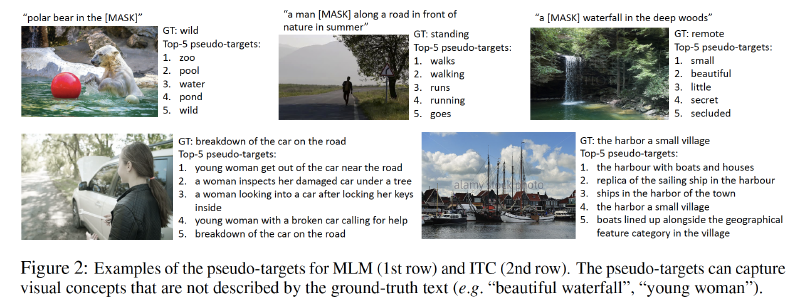 "polar bear in the [MASK]"
GT: wild
Top-5 pseudo-targets:
1. zoo
2. pool
3. water
4. pond
5. wild
"a man [MASK] along a road in front of
nature in summer"
GT: standing
Top-5 pseudo-targets:
1. walks
2. walking
3. runs
4. running
5. goes
"a [MASK] waterfall in the deep woods"
GT: remote
Top-5 pseudo-targets:
1. small
2. beautiful
3. little
4. secret
5. secluded
GT: breakdown of the car on the road
Top-5 pseudo-targets:
1. young woman get out of the car near the road
2. a woman inspects her damaged car under a tree
3. a woman looking into a car after locking her keys
inside
4. young woman with a broken car calling for help
5. breakdown of the car on the road
alamy stock photo
GT: the harbor a small village
Top-5 pseudo-targets:
1. the harbour with boats and houses
2. replica of the sailing ship in the harbour
3. ships in the harbor of the town
4. the harbor a small village
5. boats lined up alongside the geographical
feature category in the village
Figure 2: Examples of the pseudo-targets for MLM (1st row) and ITC (2nd row). The pseudo-targets can capture
visual concepts that are not described by the ground-truth text (e.g. "beautiful waterfall", "young woman").